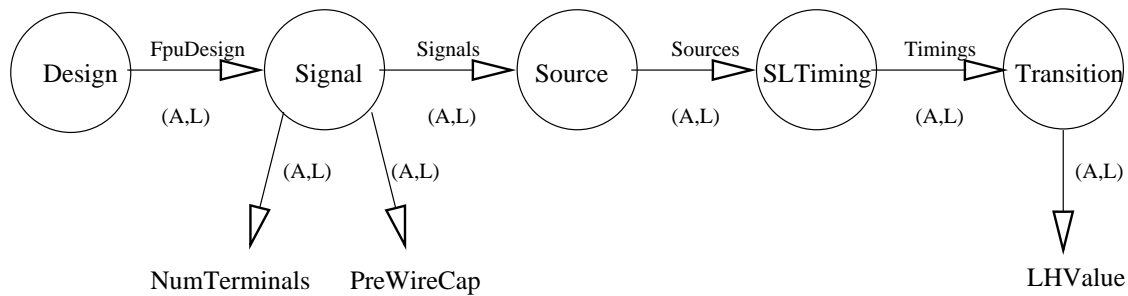 FpuDesign
Signals
Sources
Timings
Design
Signal
Source
SLTiming
Transition
(A,L)
(A,L)
(A,L)
(A,L)
(A,L)
(A,L)
(A,L)
NumTerminals
PreWireCap
LHValue